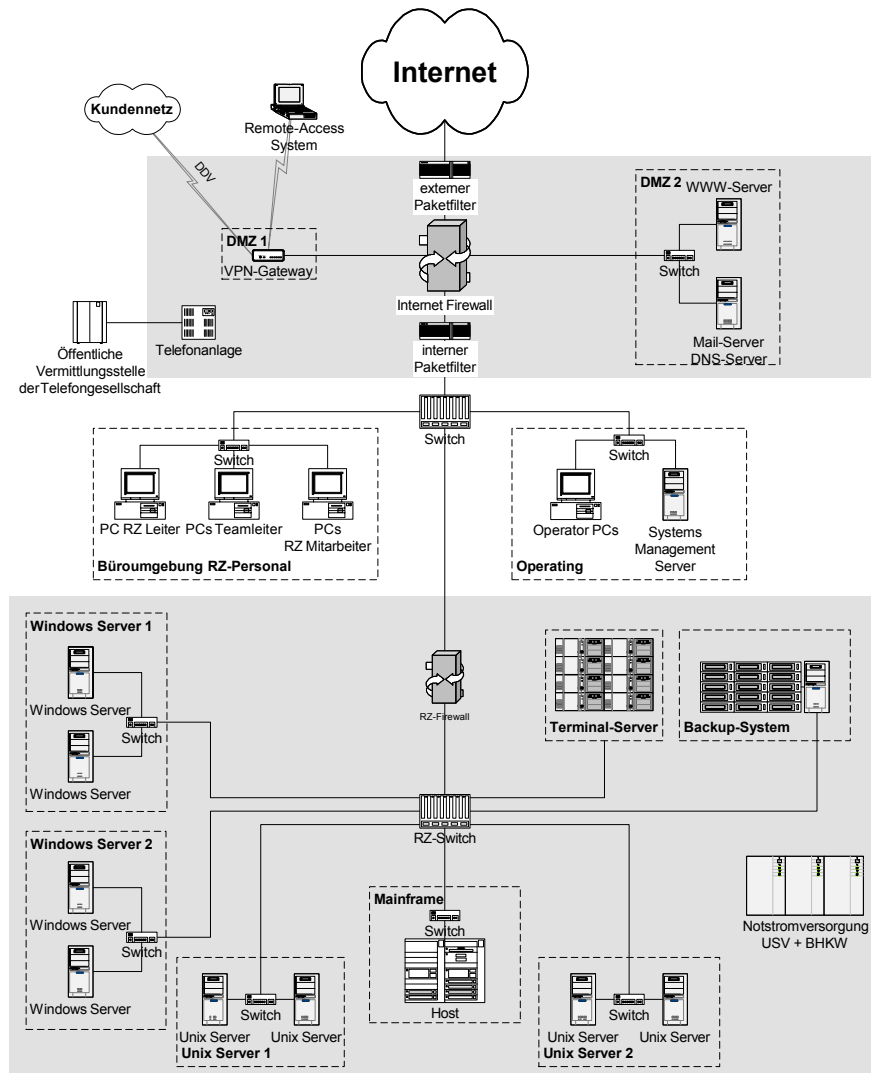 Internet
Kundennetz
Remote-Access
System
DDV
externer
Paketfilter
DMZ 1
VPN-Gateway
Internet Firewall
DMZ 2
WWW-Server
Switch
Mail-Server
DNS-Server
Öffentliche
Vermittlungsstelle
der Telefongesellschaft
Telefonanlage
interner
Paketfilter
Switch
Switch
PC RZ Leiter
PCs Teamleiter
PCs
RZ Mitarbeiter
Büroumgebung RZ-Personal
Switch
Operator PCs
Systems
Management
Server
Operating
Windows Server 1
Windows Server
Switch
Windows Server
RZ-Firewall
Terminal-Server
Backup-System
RZ-Switch
Windows Server 2
Windows Server
Switch
Windows Server
Mainframe
Switch
Host
Notstromversorgung
USV + BHKW
Unix Server
Switch
Unix Server
Unix Server 1
Unix Server
Switch
Unix Server
Unix Server 2